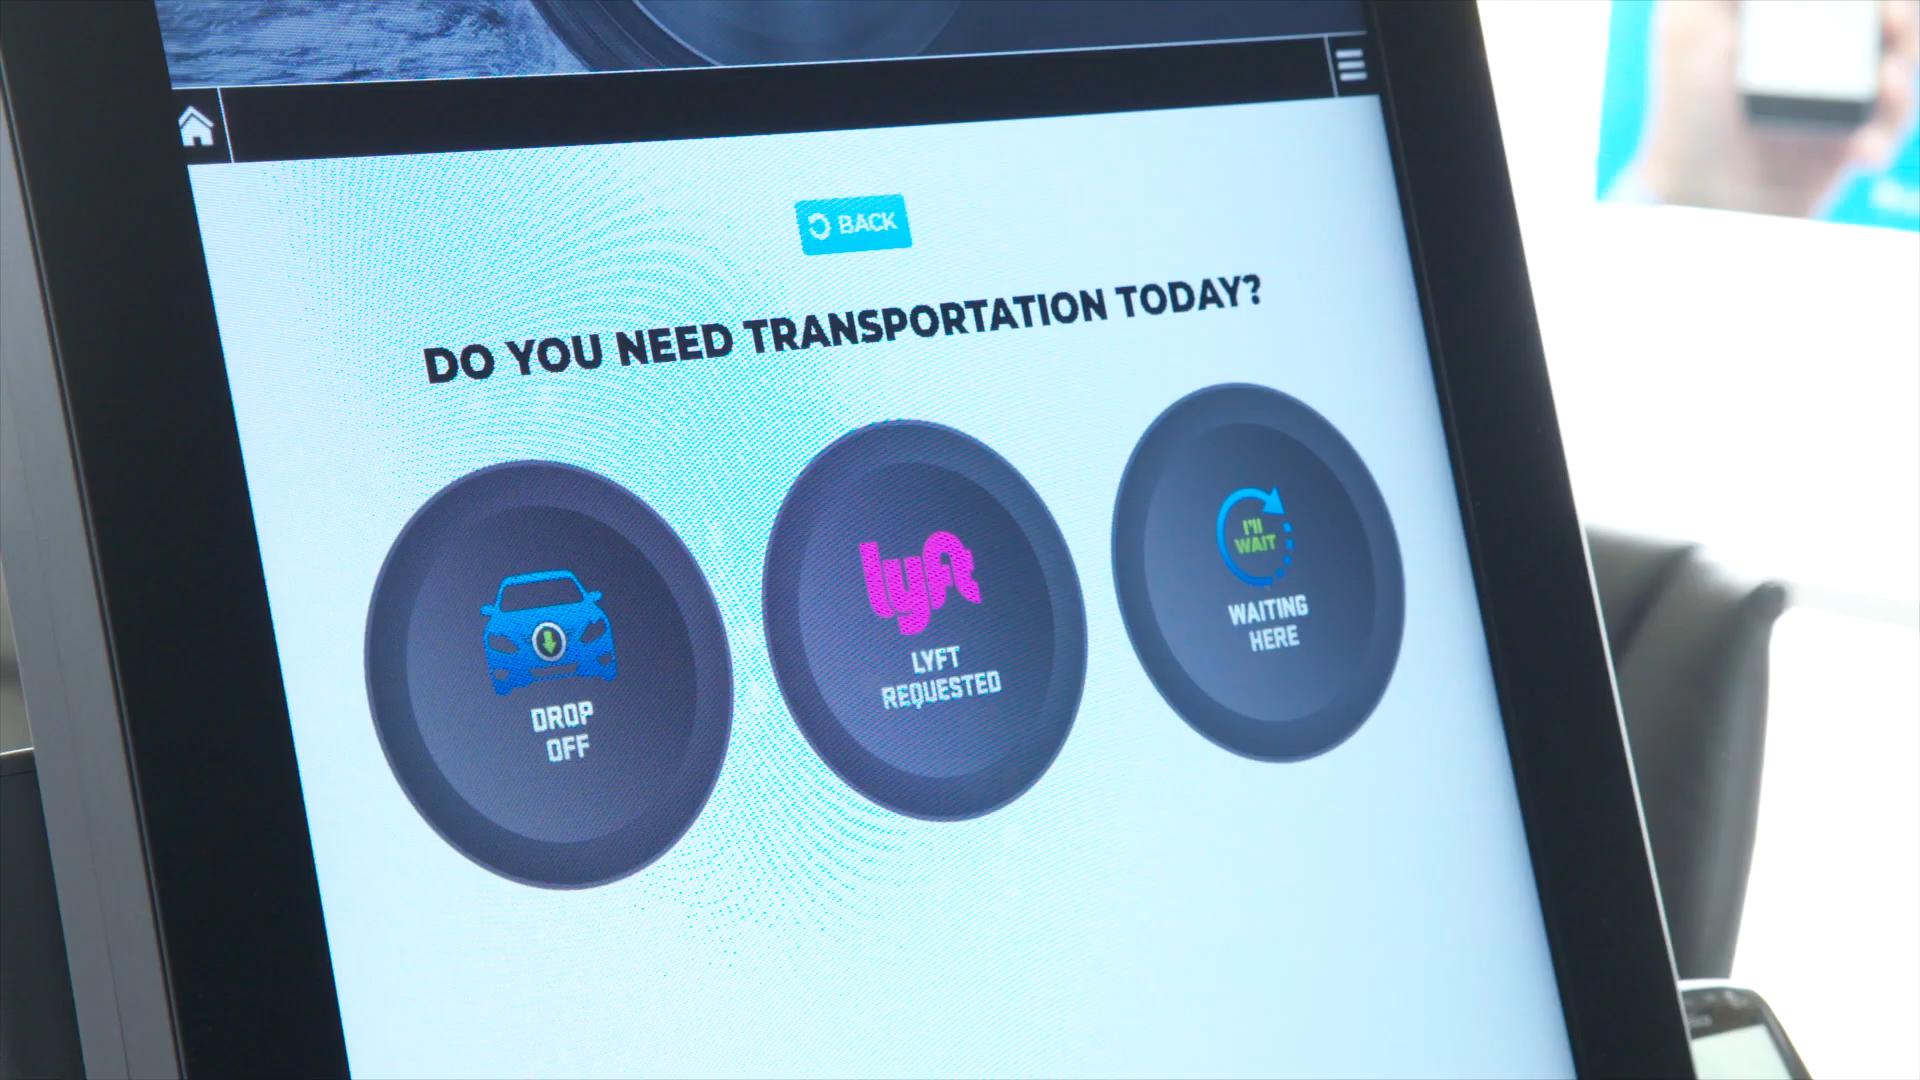 BACK
DO YOU NEED TRANSPORTATION TODAY?
DROP
OFF
lyft
LYFT
REQUESTED
I'll
WAIT
WAITING
HERE